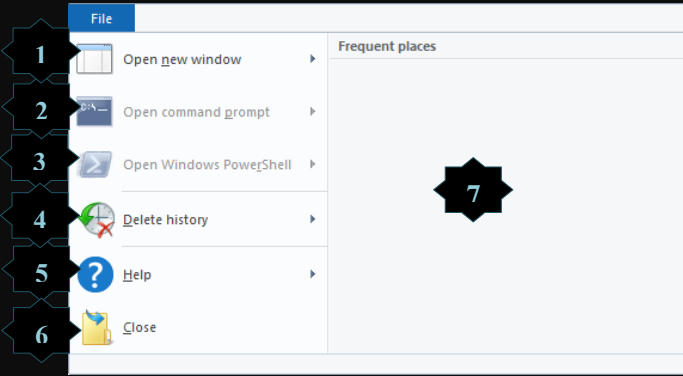 File
1 Open new window Frequent places
2 Open command prompt
3 Open Windows PowerShell
7
4 Delete history
5 Help
6 Close
C:\.
?